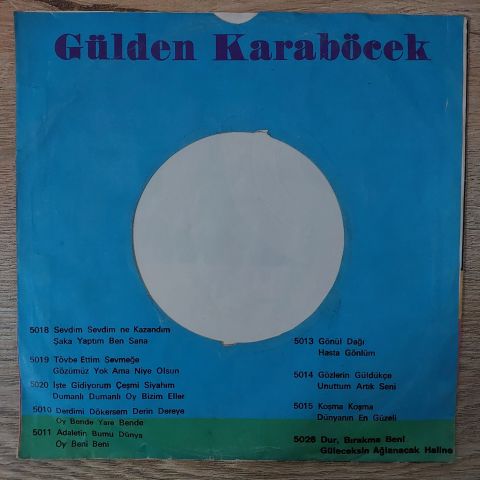 Gülden Karaböcek
5018 Sevdim Sevdim ne Kazandım
Şaka Yaptım Ben Sana
5019 Tövbe Ettim Sevmeğe
Gözümüz Yok Ama Niye Olsun
5020 İşte Gidiyorum Çeşmi Siyahım
Dumanlı Dumanlı Oy Bizim Eller
5010 Derdimi Dökersem Derin Dereye
Oy Bende Yare Bende
5011 Adaletin Bumu Dünya
Oy Beni Beni
5013 Gönül Dağı
Hasta Gönlüm
5014 Gözlerin Güldükçe
Unuttum Artık Seni
5015 Koşma Koşma
Dünyanın En Güzeli
5028 Dur, Bırakma Beni
Güleceksin Ağlanacak Haline